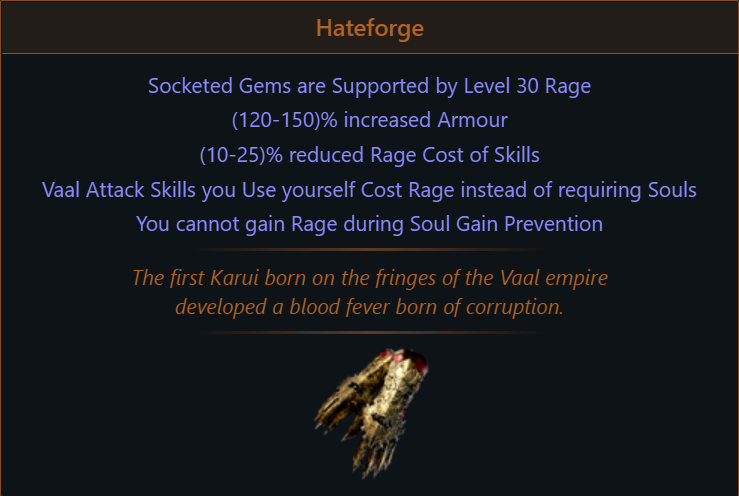 Hateforge
Socketed Gems are Supported by Level 30 Rage
(120-150)% increased Armour
(10-25)% reduced Rage Cost of Skills
Vaal Attack Skills you Use yourself Cost Rage instead of requiring Souls
You cannot gain Rage during Soul Gain Prevention
The first Karui born on the fringes of the Vaal empire
developed a blood fever born of corruption.